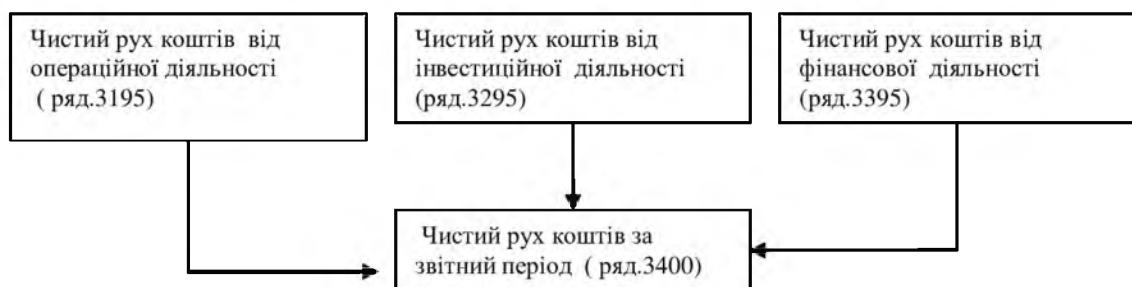 Чистий рух коштів від
операційної діяльності
( ряд.3195)
Чистий рух коштів від
інвестиційної діяльності
(ряд.3295)
Чистий рух коштів від
фінансової діяльності
(ряд.3395)
Чистий рух коштів за
звітний період ( ряд.3400)